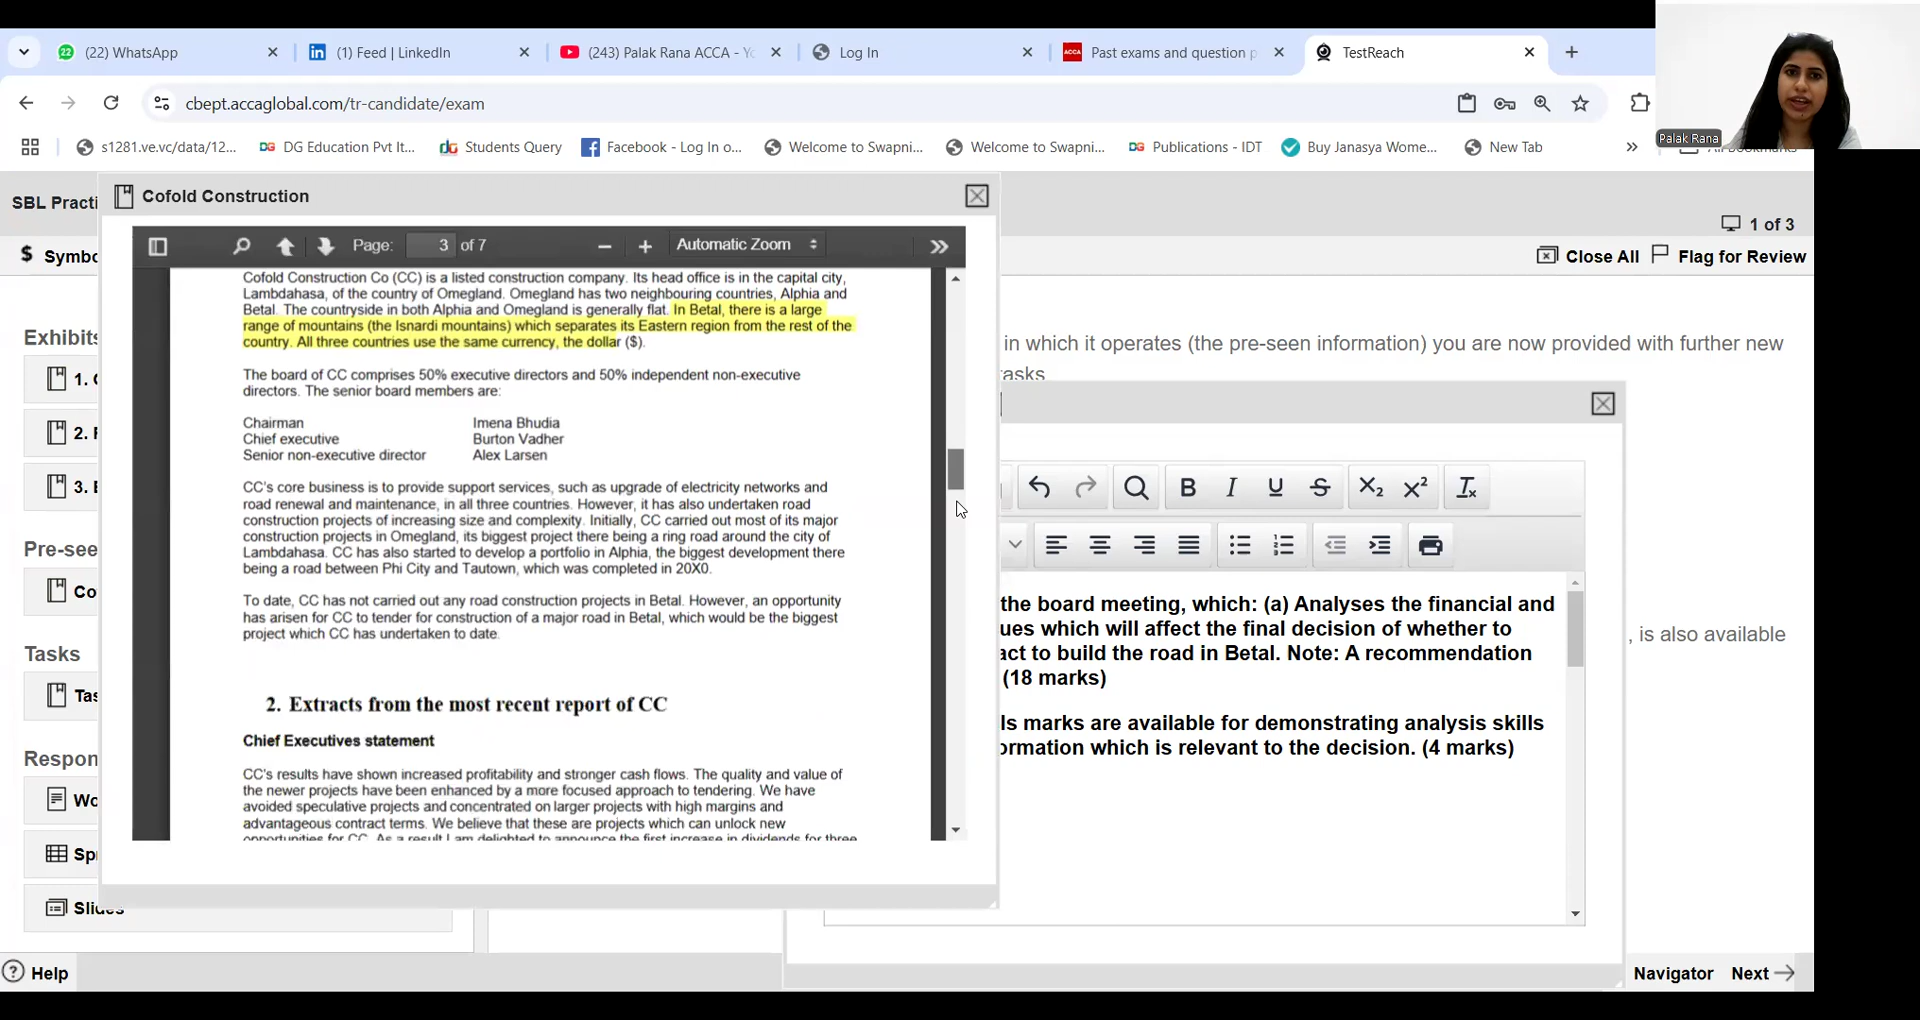 (22) WhatsApp
(1) Feed | LinkedIn
(243) Palak Rana ACCA - Yo
Log In
Past exams and question p
TestReach
cbept.accaglobal.com/tr-candidate/exam
Palak Rana
s1281.ve.vc/data/12...
DG Education Pvt It...
Students Query
Facebook - Log In o...
Welcome to Swapni...
Welcome to Swapni...
Publications - IDT
Buy Janasya Wome...
New Tab
SBL Practi
Cofold Construction
1 of 3
$ Symbo
Page: 3 of 7
Automatic Zoom
Close All
Flag for Review
Cofold Construction Co (CC) is a listed construction company. Its head office is in the capital city,
Lambdahasa, of the country of Omegland. Omegland has two neighbouring countries, Alphia and
Betal. The countryside in both Alphia and Omegland is generally flat. In Betal, there is a large
range of mountains (the Isnardi mountains) which separates its Eastern region from the rest of the
country. All three countries use the same currency, the dollar ($).
The board of CC comprises 50% executive directors and 50% independent non-executive
directors. The senior board members are:
Chairman Imena Bhudia
Chief executive Burton Vadher
Senior non-executive director Alex Larsen
CC's core business is to provide support services, such as upgrade of electricity networks and
road renewal and maintenance, in all three countries. However, it has also undertaken road
construction projects of increasing size and complexity. Initially, CC carried out most of its major
construction projects in Omegland, its biggest project there being a ring road around the city of
Lambdahasa. CC has also started to develop a portfolio in Alphia, the biggest development there
being a road between Phi City and Tautown, which was completed in 20X0.
To date, CC has not carried out any road construction projects in Betal. However, an opportunity
has arisen for CC to tender for construction of a major road in Betal, which would be the biggest
project which CC has undertaken to date.
2. Extracts from the most recent report of CC
Chief Executives statement
CC's results have shown increased profitability and stronger cash flows. The quality and value of
the newer projects have been enhanced by a more focused approach to tendering. We have
avoided speculative projects and concentrated on larger projects with high margins and
advantageous contract terms. We believe that these are projects which can unlock new
opportunities for CC. As a result I am delighted to announce the first increase in dividends for three
Exhibits
1.
2.
3.
Pre-see
Co
Tasks
Tas
Respon
Wo
Sp
Slides
in which it operates (the pre-seen information) you are now provided with further new
tasks
the board meeting, which: (a) Analyses the financial and
ues which will affect the final decision of whether to
act to build the road in Betal. Note: A recommendation
(18 marks)
ls marks are available for demonstrating analysis skills
ormation which is relevant to the decision. (4 marks)
, is also available
Help
Navigator
Next